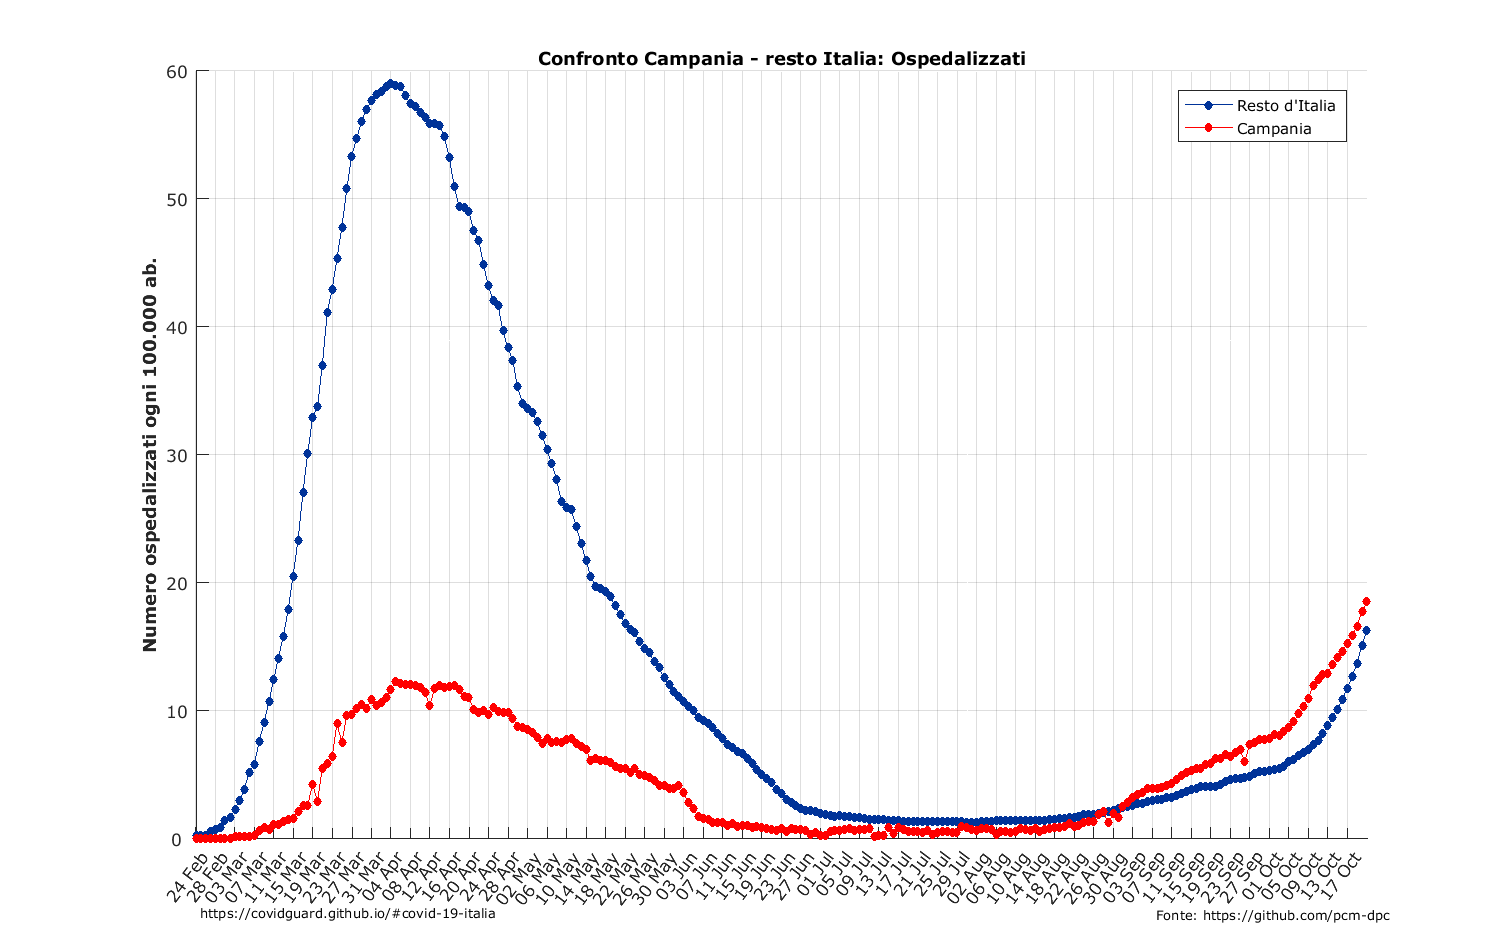 Confronto Campania - resto Italia: Ospedalizzati
Numero ospedalizzati ogni 100.000 ab.
60
50
40
30
20
10
0
Resto d'Italia
Campania
24 Feb
28 Feb
03 Mar
07 Mar
11 Mar
15 Mar
19 Mar
23 Mar
27 Mar
31 Mar
04 Apr
08 Apr
12 Apr
16 Apr
20 Apr
24 Apr
28 Apr
02 May
06 May
10 May
14 May
18 May
22 May
26 May
30 May
03 Jun
07 Jun
11 Jun
15 Jun
19 Jun
23 Jun
27 Jun
01 Jul
05 Jul
09 Jul
13 Jul
17 Jul
21 Jul
25 Jul
29 Jul
02 Aug
06 Aug
10 Aug
14 Aug
18 Aug
22 Aug
26 Aug
30 Aug
03 Sep
07 Sep
11 Sep
15 Sep
19 Sep
23 Sep
27 Sep
01 Oct
05 Oct
09 Oct
13 Oct
17 Oct
https://covidguard.github.io/#covid-19-italia
Fonte: https://github.com/pcm-dpc